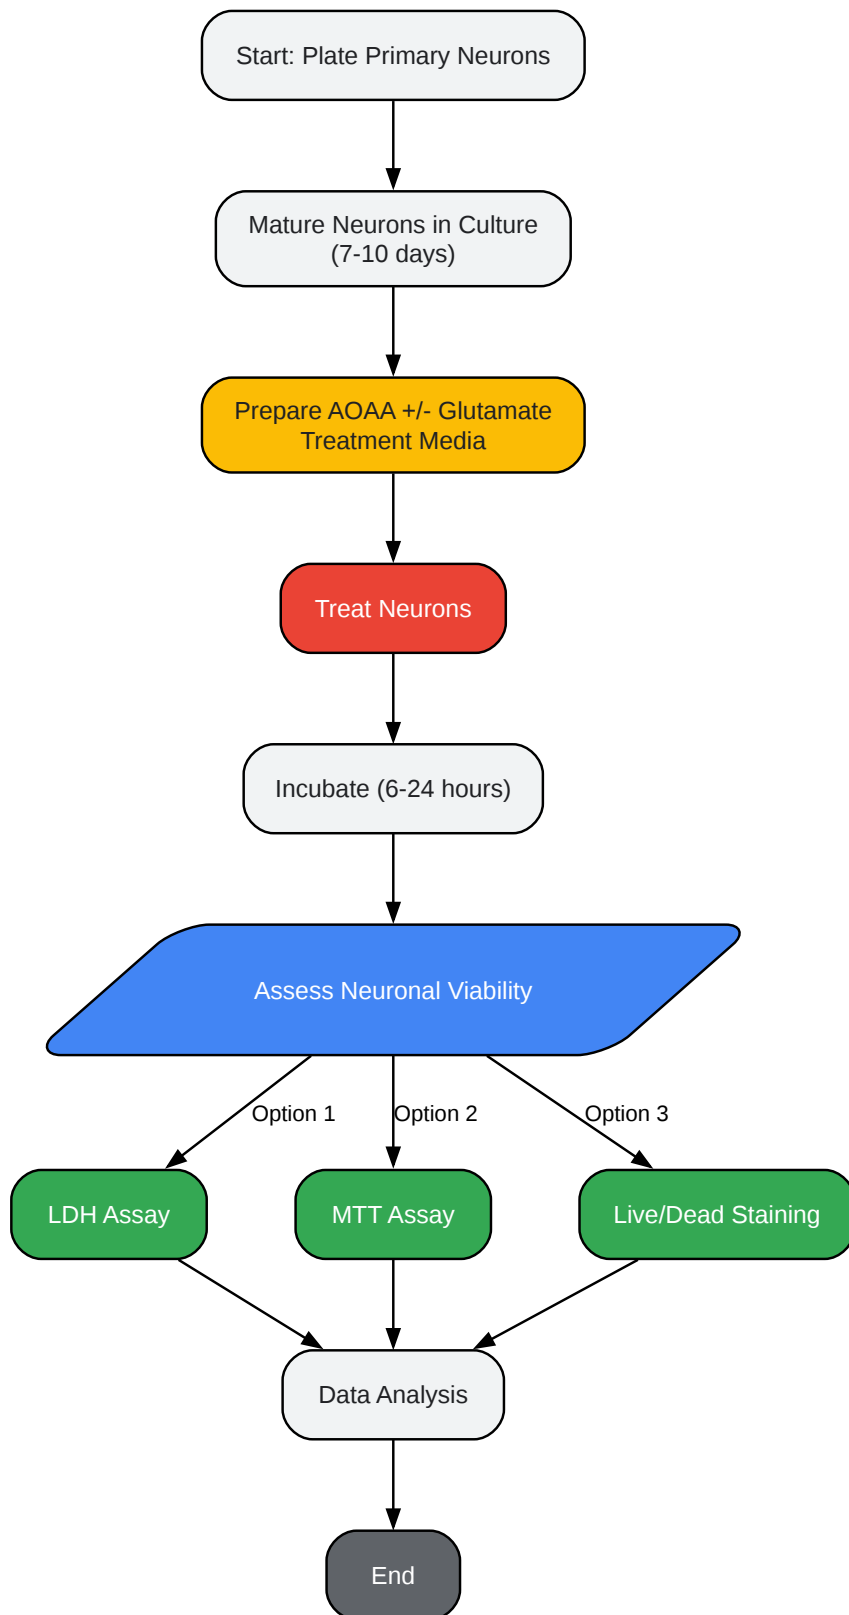 Start: Plate Primary Neurons
Mature Neurons in Culture
(7-10 days)
Prepare AOAA +/- Glutamate
Treatment Media
Treat Neurons
Incubate (6-24 hours)
Assess Neuronal Viability
Option 1
Option 2
Option 3
LDH Assay
MTT Assay
Live/Dead Staining
Data Analysis
End